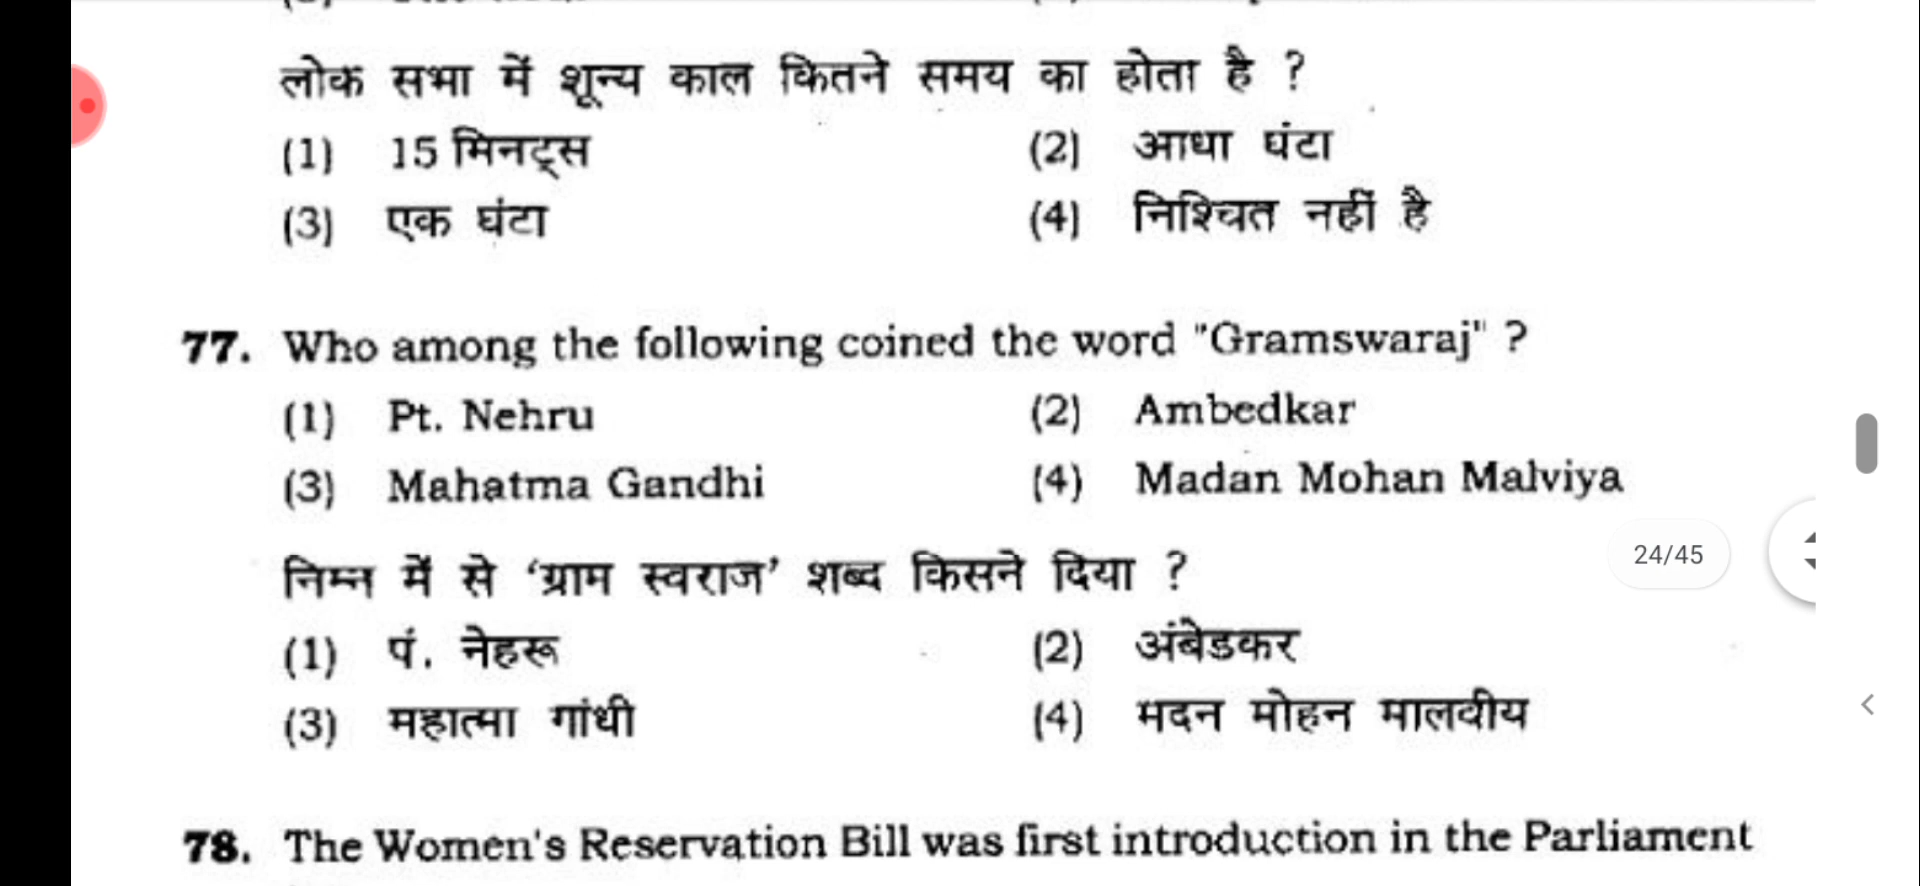 लोक सभा में शून्य काल कितने समय का होता है ?
(1) 15 मिनट्स (2) आधा घंटा
(3) एक घंटा (4) निश्चित नहीं है
77. Who among the following coined the word "Gramswaraj" ?
(1) Pt. Nehru (2) Ambedkar
(3) Mahatma Gandhi (4) Madan Mohan Malviya
निम्न में से ‘ग्राम स्वराज’ शब्द किसने दिया ?
24/45
(1) पं. नेहरू (2) अंबेडकर
(3) महात्मा गांधी (4) मदन मोहन मालवीय
78. The Women's Reservation Bill was first introduction in the Parliament